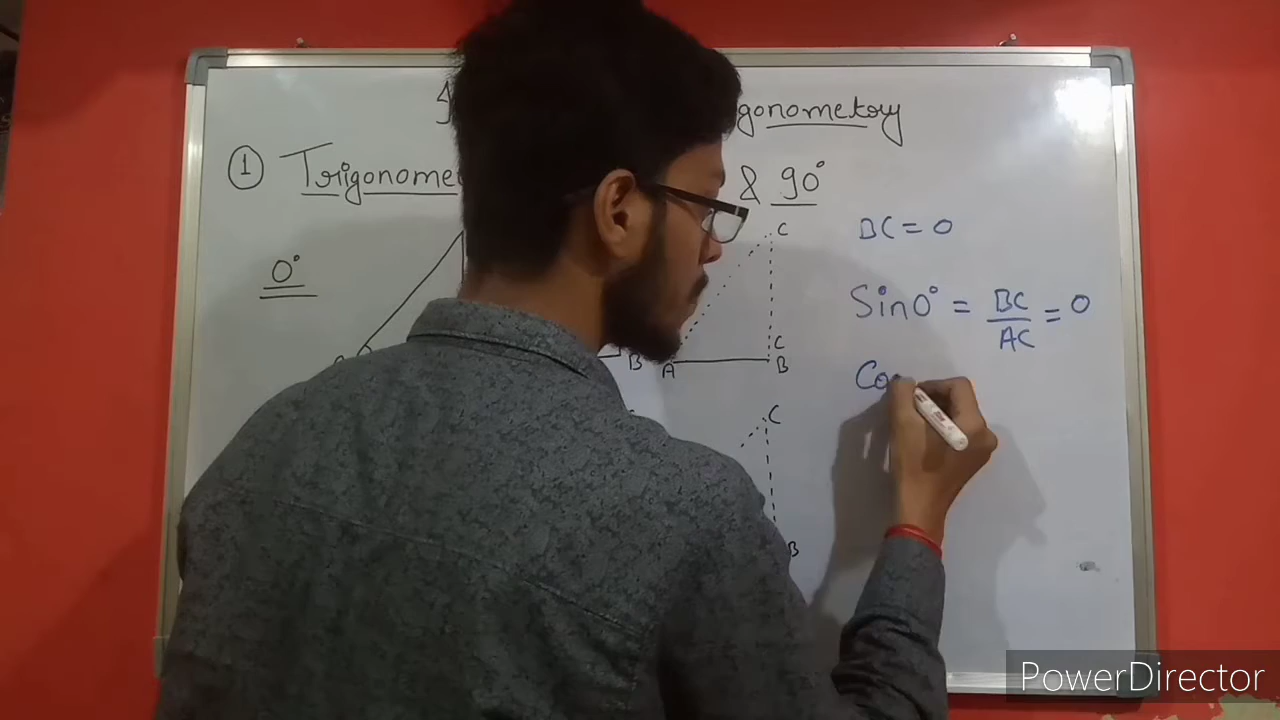 gonometry
① Trigonome & 90°
0°
BC = 0
Sin0° = BC/AC = 0
Co
C
C
B A B
C
B
PowerDirector